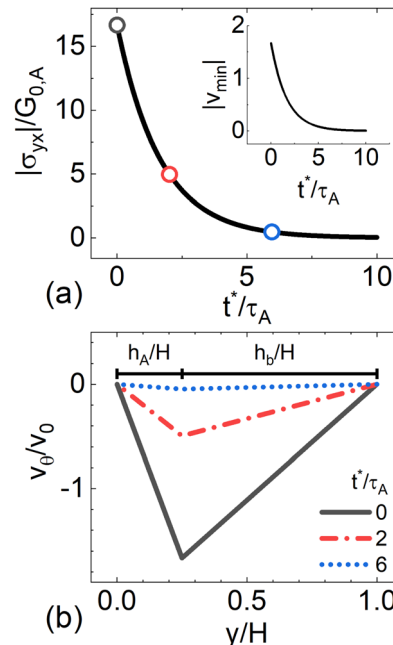 |σyx|/G0,A
15
10
5
0
0
5
10
t*/τA
(a)
|vmin|
2
1
0
0
5
10
t*/τA
hA/H
hb/H
vθ/v0
0
-1
t*/τA
0
2
6
0.0
0.5
1.0
y/H
(b)